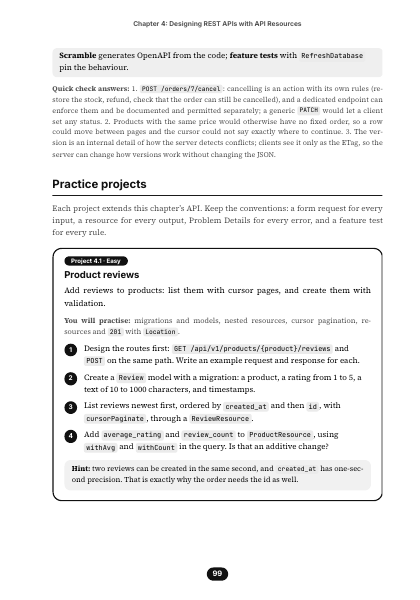 Chapter 4: Designing REST APIs with API Resources
Scramble generates OpenAPI from the code; feature tests with RefreshDatabase
pin the behaviour.
Quick check answers: 1. POST /orders/7/cancel: cancelling is an action with its own rules (re-
store the stock, refund, check that the order can still be cancelled), and a dedicated endpoint can
enforce them and be documented and permitted separately; a generic PATCH would let a client
set any status. 2. Products with the same price would otherwise have no fixed order, so a row
could move between pages and the cursor could not say exactly where to continue. 3. The ver-
sion is an internal detail of how the server detects conflicts; clients see it only as the ETag, so the
server can change how versions work without changing the JSON.
Practice projects
Each project extends this chapter's API. Keep the conventions: a form request for every
input, a resource for every output, Problem Details for every error, and a feature test
for every rule.
Project 4.1 · Easy
Product reviews
Add reviews to products: list them with cursor pages, and create them with
validation.
You will practise: migrations and models, nested resources, cursor pagination, re-
sources and 201 with Location.
1 Design the routes first: GET /api/v1/products/{product}/reviews and
POST on the same path. Write an example request and response for each.
2 Create a Review model with a migration: a product, a rating from 1 to 5, a
text of 10 to 1000 characters, and timestamps.
3 List reviews newest first, ordered by created_at and then id, with
cursorPaginate, through a ReviewResource.
4 Add average_rating and review_count to ProductResource, using
withAvg and withCount in the query. Is that an additive change?
Hint: two reviews can be created in the same second, and created_at has one-sec-
ond precision. That is exactly why the order needs the id as well.
99